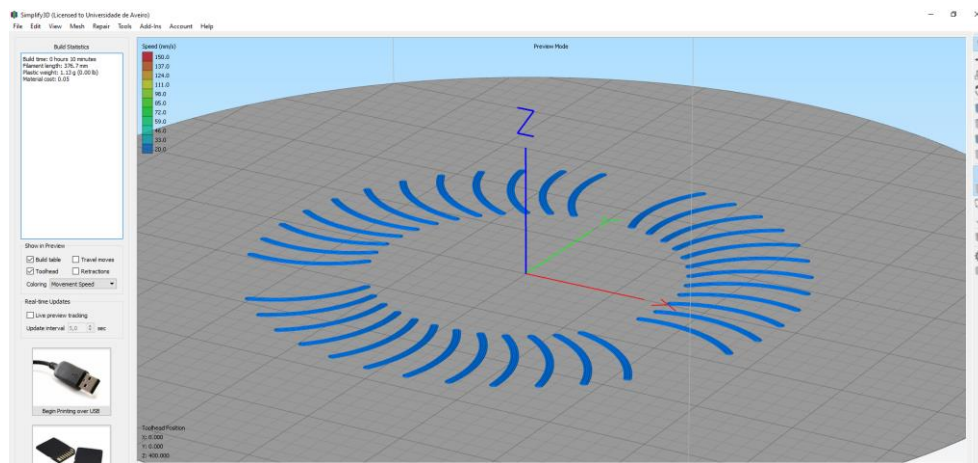 Simplify3D (Licensed to Universidade de Aveiro)
File Edit View Mesh Repair Tools Add-Ins Account Help
Build Statistics
Build time: 0 hours 10 minutes
Filament length: 376.7 mm
Plastic weight: 1.13 g (0.00 lb)
Material cost: 0.03
Show in Preview
Build table Travel moves
Toolhead Retractions
Coloring Movement Speed
Real-time Updates
Live preview tracking
Update interval 5,0 sec
Begin Printing over USB
Speed (mm/s)
150.0
137.0
124.0
111.0
98.0
85.0
72.0
59.0
46.0
33.0
20.0
Preview Mode
Z
Toolhead Position
X: 0.000
Y: 0.000
Z: 400.000